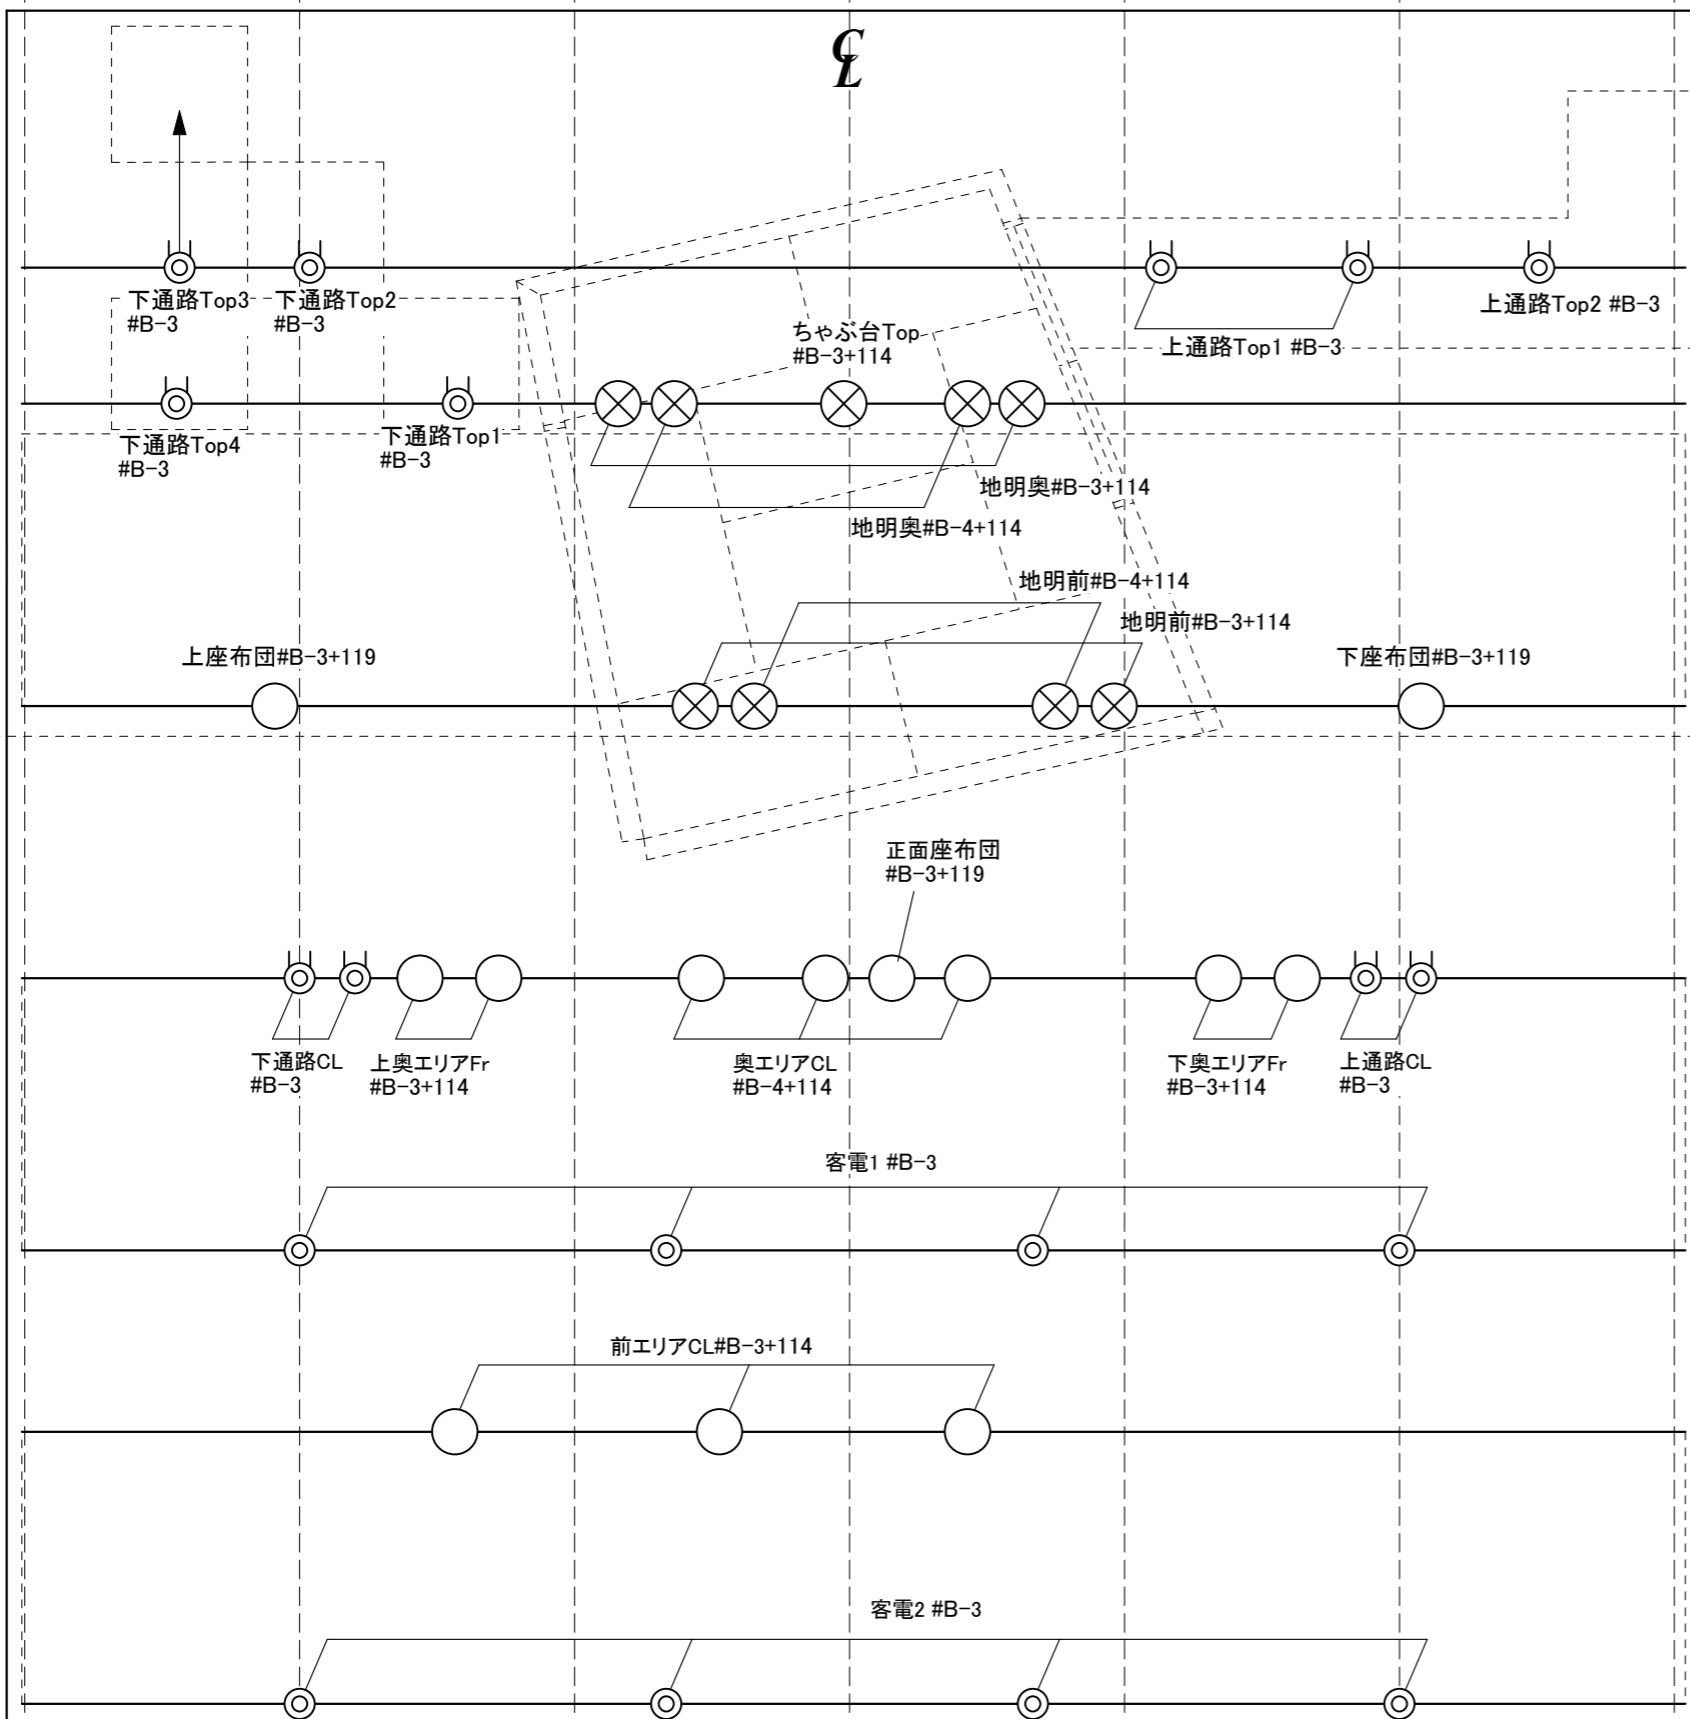 CL
下通路Top3
#B-3
下通路Top2
#B-3
上通路Top2 #B-3
ちゃぶ台Top
#B-3+114
上通路Top1 #B-3
下通路Top4
#B-3
下通路Top1
#B-3
地明奥#B-3+114
地明奥#B-4+114
地明前#B-4+114
地明前#B-3+114
上座布団#B-3+119
下座布団#B-3+119
正面座布団
#B-3+119
下通路CL
#B-3
上奥エリアFr
#B-3+114
奥エリアCL
#B-4+114
下奥エリアFr
#B-3+114
上通路CL
#B-3
客電1 #B-3
前エリアCL#B-3+114
客電2 #B-3